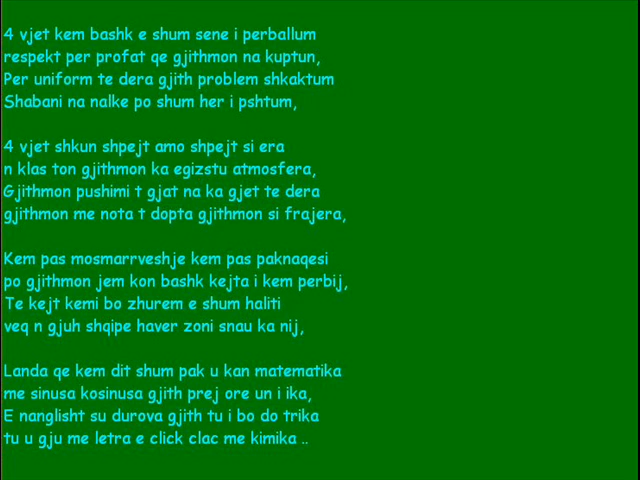 4 vjet kem bashk e shum sene i perballum
respekt per profat qe gjithmon na kuptun,
Per uniform te dera gjith problem shkaktum
Shabani na nalke po shum her i pshtum,
4 vjet shkun shpejt amo shpejt si era
n klas ton gjithmon ka egizstu atmosfera,
Gjithmon pushimi t gjat na ka gjet te dera
gjithmon me nota t dopta gjithmon si frajera,
Kem pas mosmarrveshje kem pas paknaqesi
po gjithmon jem kon bashk kejta i kem perbij,
Te kejt kemi bo zhurem e shum haliti
veq n gjuh shqipe haver zoni snau ka nij,
Landa qe kem dit shum pak u kan matematika
me sinusa kosinusa gjith prej ore un i ika,
E nanglisht su durova gjith tu i bo do trika
tu u gju me letra e click clac me kimika ..